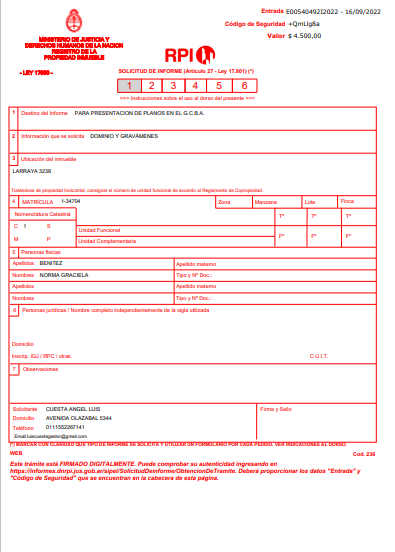 Entrada E00540492I2022 - 16/09/2022
Código de Seguridad +QmLlg8a
Valor $ 4.500,00
MINISTERIO DE JUSTICIA Y
DERECHOS HUMANOS DE LA NACION
REGISTRO DE LA
PROPIEDAD INMUEBLE
- LEY 17050 -
RPI
SOLICITUD DE INFORME (Artículo 27 - Ley 17.801) (*)
1 2 3 4 5 6
>>> Instrucciones sobre el uso al dorso del presente <<<
1 Destino del Informe PARA PRESENTACION DE PLANOS EN EL G.C.B.A.
2 Información que se solicita DOMINIO Y GRAVÁMENES
3 Ubicación del inmueble
LARRAYA 3238
Tratándose de propiedad horizontal, consignar el número de unidad funcional de acuerdo al Reglamento de Copropiedad.
4 MATRÍCULA 1-34704 Zona Manzana Lote Finca
Nomenclatura Catastral Tº Tº Tº
C 1 S
Unidad Funcional
M P Unidad Complementaria Fº Fº Fº
5 Personas físicas
Apellidos BENITEZ Apellido materno
Nombres NORMA GRACIELA Tipo y Nº Doc.:
Apellidos Apellido materno
Nombres Tipo y Nº Doc.:
6 Personas jurídicas / Nombre completo independientemente de la sigla utilizada
Domicilio
Inscrip. IGJ / RPC / otras. C.U.I.T.
7 Observaciones
Solicitante CUESTA ANGEL LUIS Firma y Sello
Domicilio AVENIDA OLAZABAL 5344
Teléfono 0111552267141
Email:luiscuestagestor@gmail.com
(*) MARCAR CON CLARIDAD QUE TIPO DE INFORME SE SOLICITA Y UTILIZAR UN FORMULARIO POR CADA PEDIDO. VER INDICACIONES AL DORSO.
WEB Cod. 236
Este trámite está FIRMADO DIGITALMENTE. Puede comprobar su autenticidad ingresando en
https://informes.dnrpi.jus.gob.ar/sipel/SolicitudDeInforme/ObtencionDeTramite. Deberá proporcionar los datos "Entrada" y
"Código de Seguridad" que se encuentran en la cabecera de esta página.